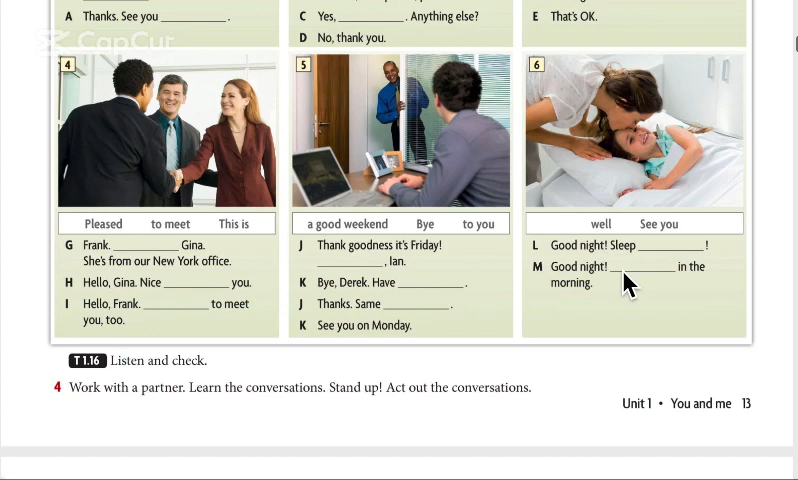 A Thanks. See you ___________ .
C Yes, ___________ . Anything else?
D No, thank you.
E That's OK.
CapCut
4
Pleased to meet This is
G Frank. ___________ Gina.
She's from our New York office.
H Hello, Gina. Nice ___________ you.
I Hello, Frank. ___________ to meet
you, too.
5
a good weekend Bye to you
J Thank goodness it's Friday!
___________ , Ian.
K Bye, Derek. Have ___________ .
J Thanks. Same ___________ .
K See you on Monday.
6
well See you
L Good night! Sleep ___________ !
M Good night! ___________ in the
morning.
T 1.16 Listen and check.
4 Work with a partner. Learn the conversations. Stand up! Act out the conversations.
Unit 1 • You and me 13